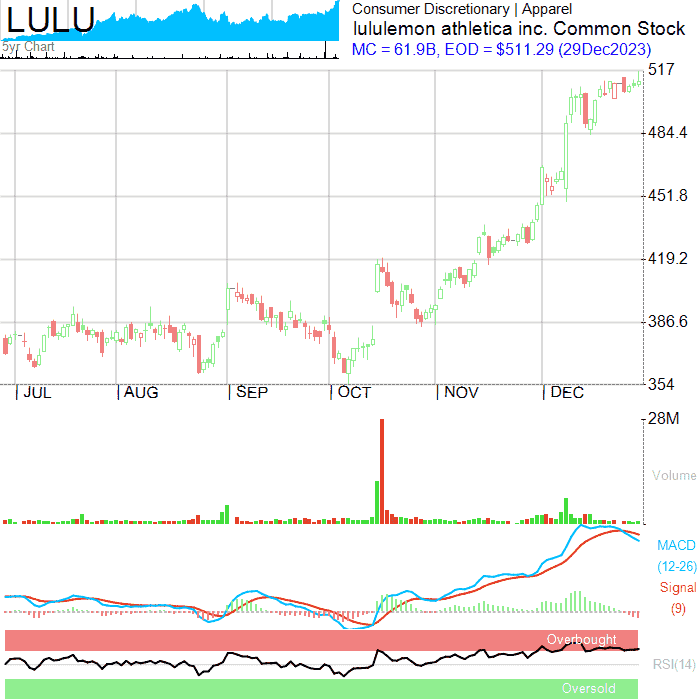 LULU
5yr Chart
Consumer Discretionary | Apparel
lululemon athletica inc. Common Stock
MC = 61.9B, EOD = $511.29 (29Dec2023)
517
484.4
451.8
419.2
386.6
354
JUL AUG SEP OCT NOV DEC
28M
Volume
MACD
(12-26)
Signal
(9)
Overbought
RSI(14)
Oversold